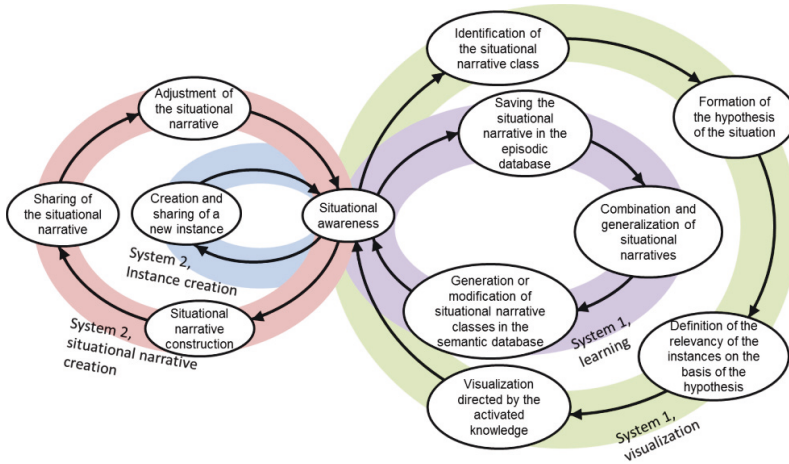 Identification of
the situational
narrative class
Adjustment of
the situational
narrative
Saving the
situational
narrative in the
episodic
database
Formation of
the hypothesis
of the situation
Sharing of
the situational
narrative
Creation and
sharing of a
new instance
Situational
awareness
Combination and
generalization of
situational
narratives
System 2,
Instance creation
Generation or
modification of
situational narrative
classes in the
semantic database
System 1,
learning
Situational
narrative
construction
System 2,
situational narrative
creation
Definition of the
relevancy of the
instances on the
basis of the
hypothesis
Visualization
directed by the
activated
knowledge
System 1,
visualization